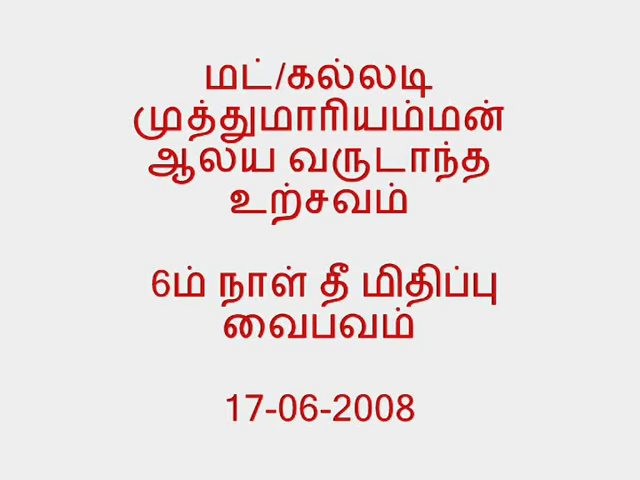 மட்/கல்லடி
முத்துமாரியம்மன்
ஆலய வருடாந்த
உற்சவம்
6ம் நாள் தீ மிதிப்பு
வைபவம்
17-06-2008